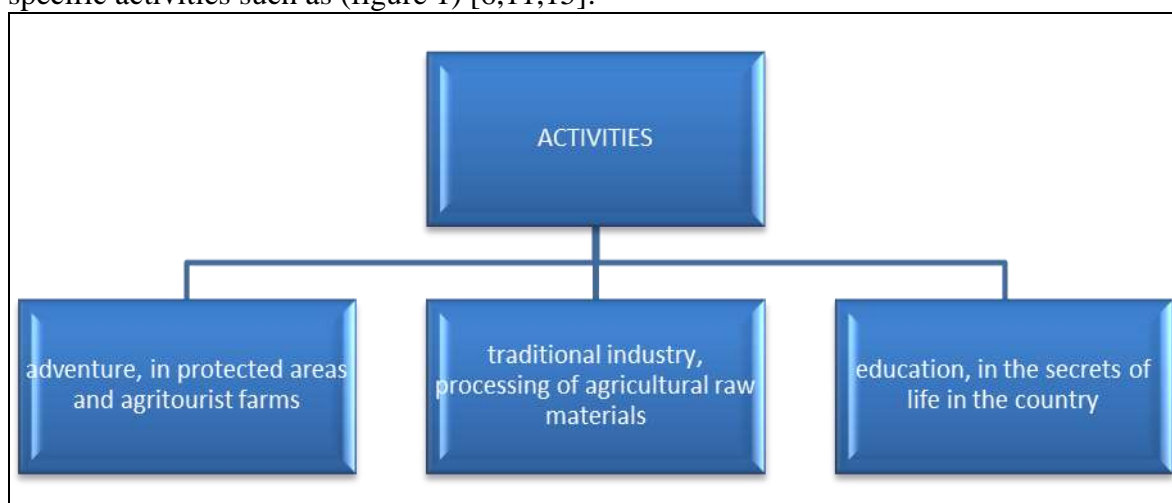 specific activities such as (figure 1) [6,11,13]:
ACTIVITIES
adventure, in protected areas
and agritourist farms
traditional industry,
processing of agricultural raw
materials
education, in the secrets of
life in the country